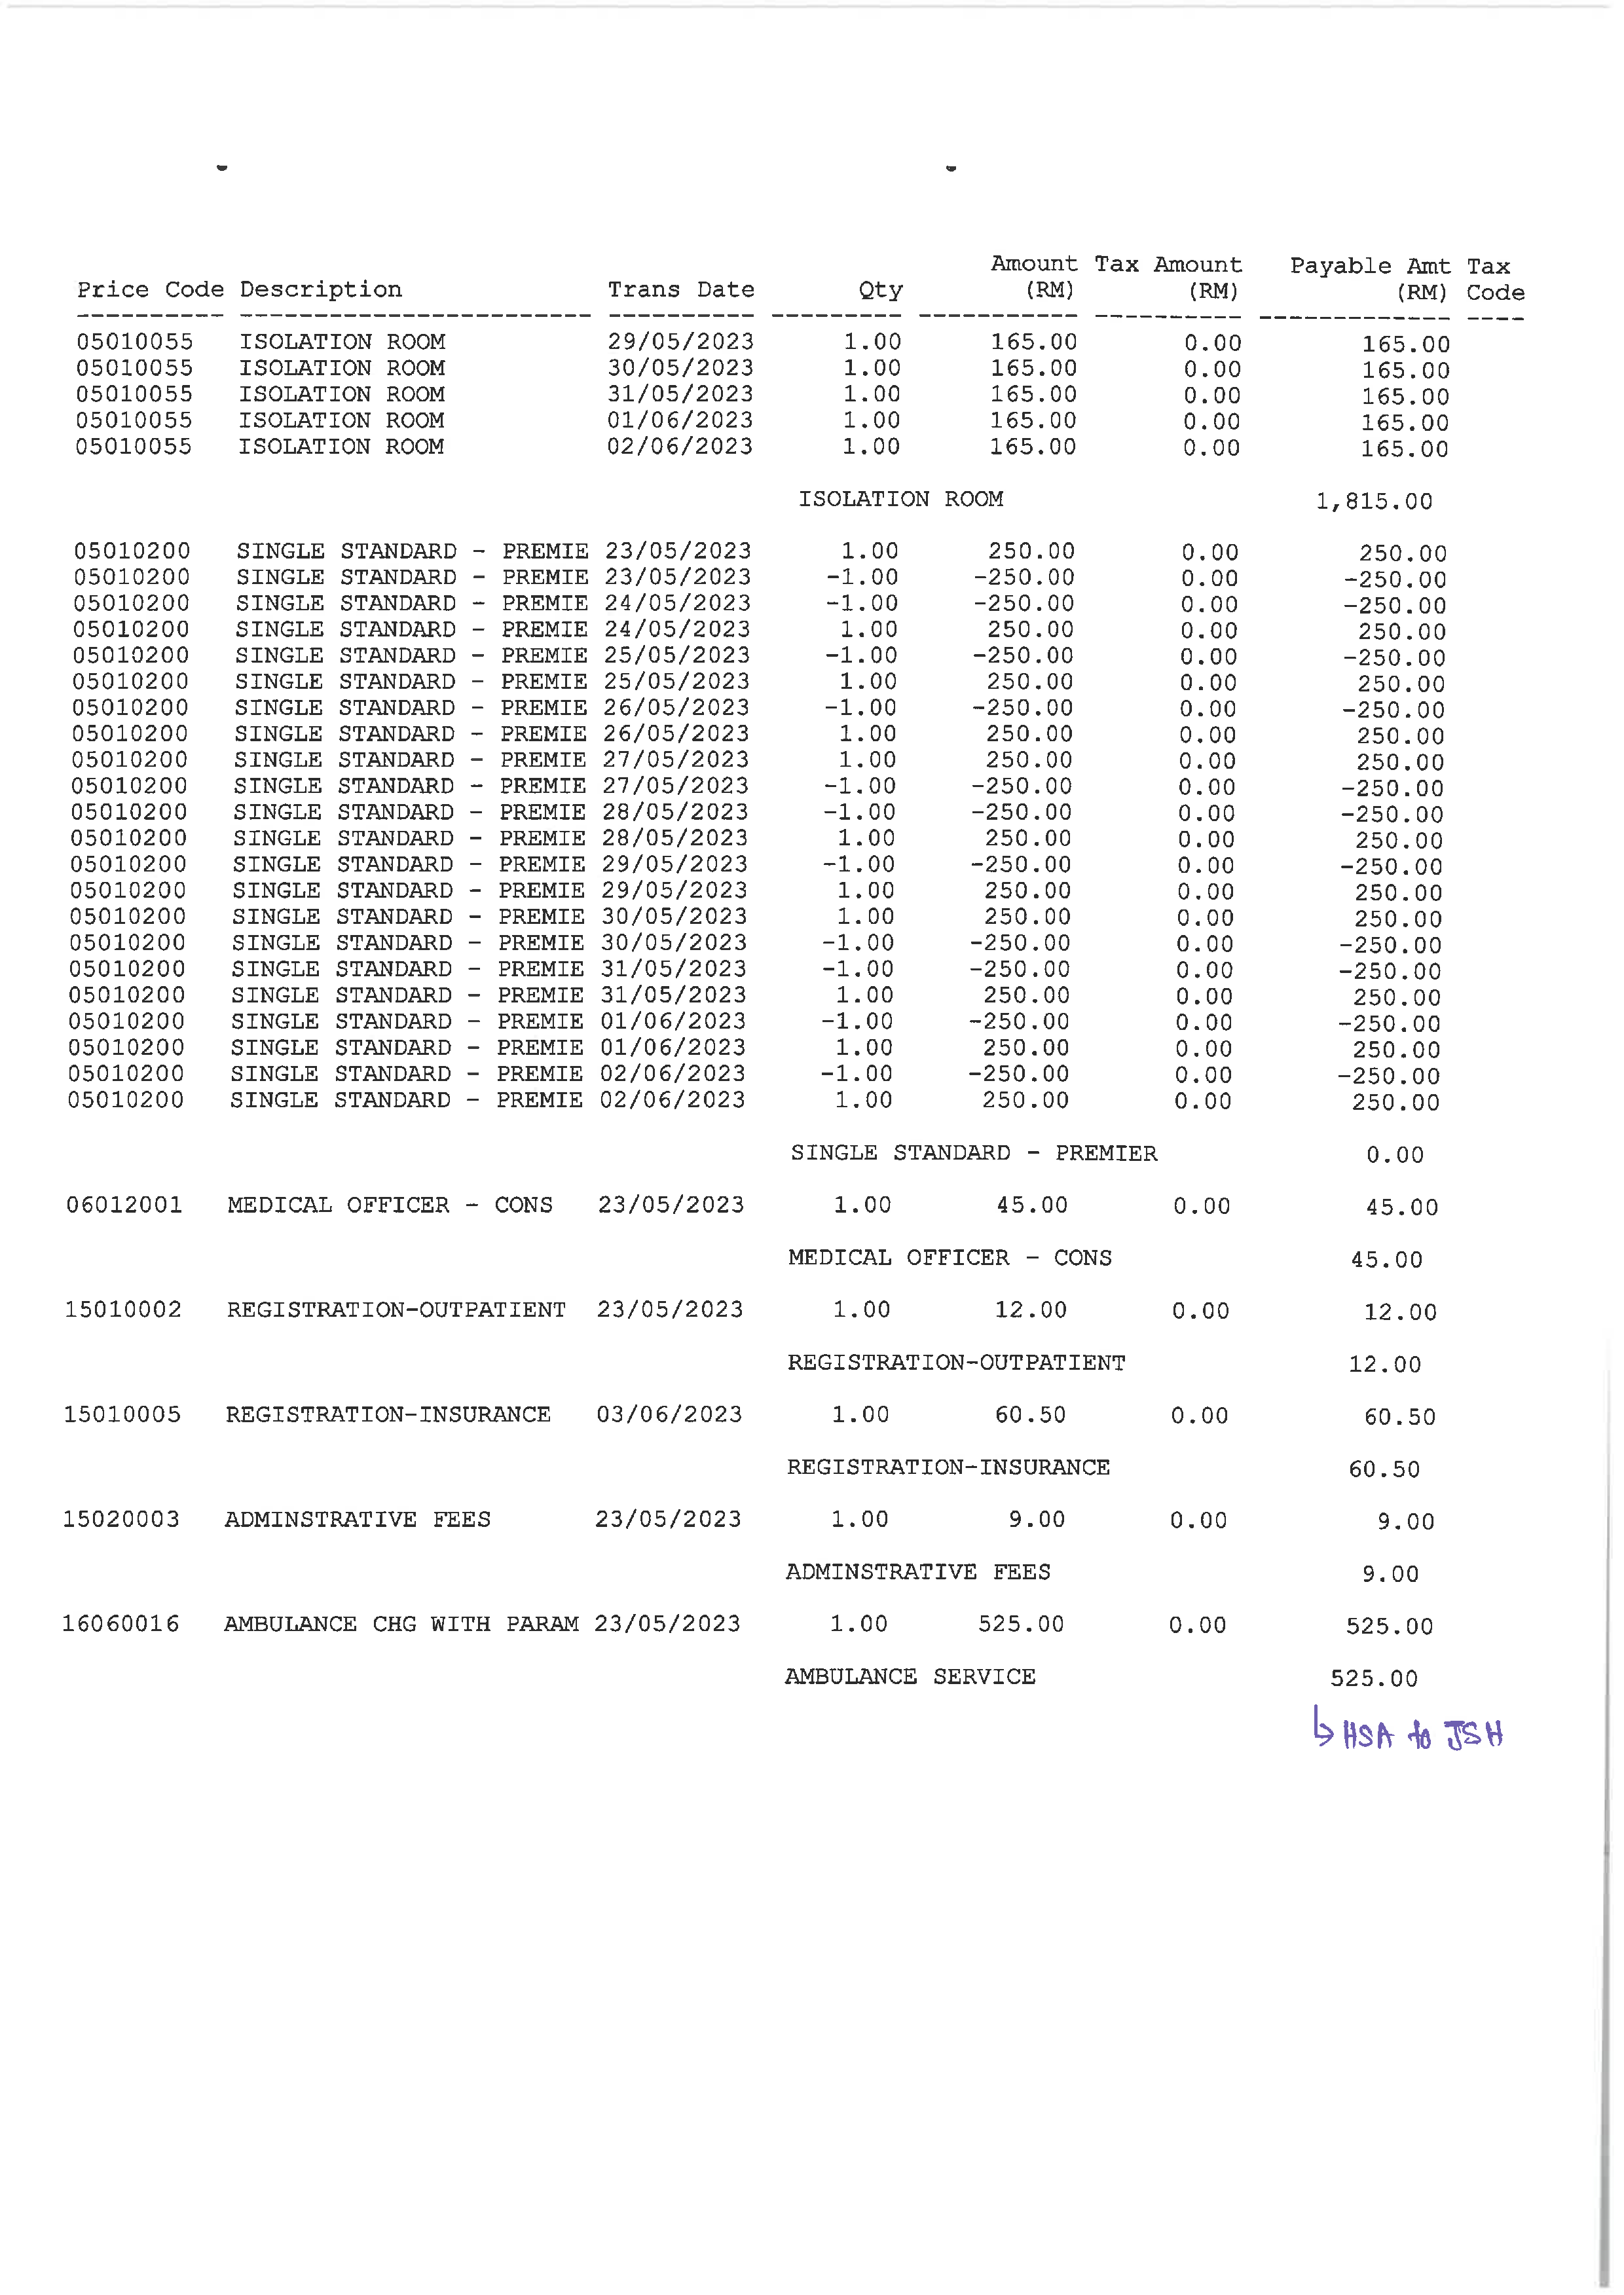 Amount Tax Amount Payable Amt Tax
Price Code Description Trans Date Qty (RM) (RM) (RM) Code
05010055 ISOLATION ROOM 29/05/2023 1.00 165.00 0.00 165.00
05010055 ISOLATION ROOM 30/05/2023 1.00 165.00 0.00 165.00
05010055 ISOLATION ROOM 31/05/2023 1.00 165.00 0.00 165.00
05010055 ISOLATION ROOM 01/06/2023 1.00 165.00 0.00 165.00
05010055 ISOLATION ROOM 02/06/2023 1.00 165.00 0.00 165.00
ISOLATION ROOM 1,815.00
05010200 SINGLE STANDARD - PREMIE 23/05/2023 1.00 250.00 0.00 250.00
05010200 SINGLE STANDARD - PREMIE 23/05/2023 -1.00 -250.00 0.00 -250.00
05010200 SINGLE STANDARD - PREMIE 24/05/2023 -1.00 -250.00 0.00 -250.00
05010200 SINGLE STANDARD - PREMIE 24/05/2023 1.00 250.00 0.00 250.00
05010200 SINGLE STANDARD - PREMIE 25/05/2023 -1.00 -250.00 0.00 -250.00
05010200 SINGLE STANDARD - PREMIE 25/05/2023 1.00 250.00 0.00 250.00
05010200 SINGLE STANDARD - PREMIE 26/05/2023 -1.00 -250.00 0.00 -250.00
05010200 SINGLE STANDARD - PREMIE 26/05/2023 1.00 250.00 0.00 250.00
05010200 SINGLE STANDARD - PREMIE 27/05/2023 1.00 250.00 0.00 250.00
05010200 SINGLE STANDARD - PREMIE 27/05/2023 -1.00 -250.00 0.00 -250.00
05010200 SINGLE STANDARD - PREMIE 28/05/2023 -1.00 -250.00 0.00 -250.00
05010200 SINGLE STANDARD - PREMIE 28/05/2023 1.00 250.00 0.00 250.00
05010200 SINGLE STANDARD - PREMIE 29/05/2023 -1.00 -250.00 0.00 -250.00
05010200 SINGLE STANDARD - PREMIE 29/05/2023 1.00 250.00 0.00 250.00
05010200 SINGLE STANDARD - PREMIE 30/05/2023 1.00 250.00 0.00 250.00
05010200 SINGLE STANDARD - PREMIE 30/05/2023 -1.00 -250.00 0.00 -250.00
05010200 SINGLE STANDARD - PREMIE 31/05/2023 -1.00 -250.00 0.00 -250.00
05010200 SINGLE STANDARD - PREMIE 31/05/2023 1.00 250.00 0.00 250.00
05010200 SINGLE STANDARD - PREMIE 01/06/2023 -1.00 -250.00 0.00 -250.00
05010200 SINGLE STANDARD - PREMIE 01/06/2023 1.00 250.00 0.00 250.00
05010200 SINGLE STANDARD - PREMIE 02/06/2023 -1.00 -250.00 0.00 -250.00
05010200 SINGLE STANDARD - PREMIE 02/06/2023 1.00 250.00 0.00 250.00
SINGLE STANDARD - PREMIER 0.00
06012001 MEDICAL OFFICER - CONS 23/05/2023 1.00 45.00 0.00 45.00
MEDICAL OFFICER - CONS 45.00
15010002 REGISTRATION-OUTPATIENT 23/05/2023 1.00 12.00 0.00 12.00
REGISTRATION-OUTPATIENT 12.00
15010005 REGISTRATION-INSURANCE 03/06/2023 1.00 60.50 0.00 60.50
REGISTRATION-INSURANCE 60.50
15020003 ADMINSTRATIVE FEES 23/05/2023 1.00 9.00 0.00 9.00
ADMINSTRATIVE FEES 9.00
16060016 AMBULANCE CHG WITH PARAM 23/05/2023 1.00 525.00 0.00 525.00
AMBULANCE SERVICE 525.00
↳ HSA to JSH